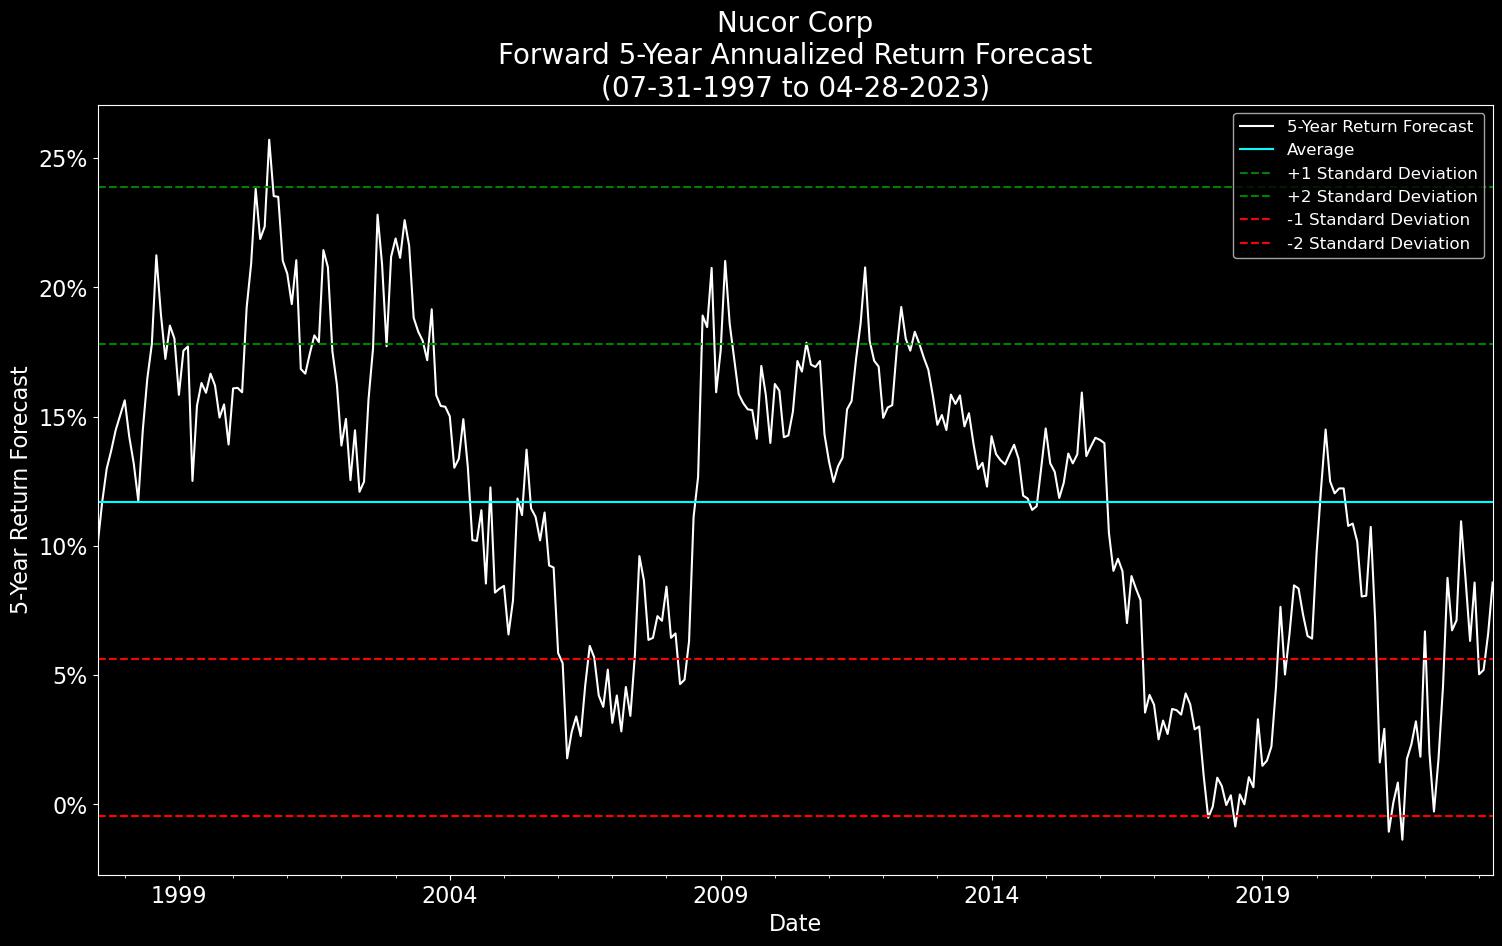 Nucor Corp
Forward 5-Year Annualized Return Forecast
(07-31-1997 to 04-28-2023)
5-Year Return Forecast
Average
+1 Standard Deviation
+2 Standard Deviation
-1 Standard Deviation
-2 Standard Deviation
25%
20%
15%
10%
5%
0%
5-Year Return Forecast
1999 2004 2009 2014 2019
Date